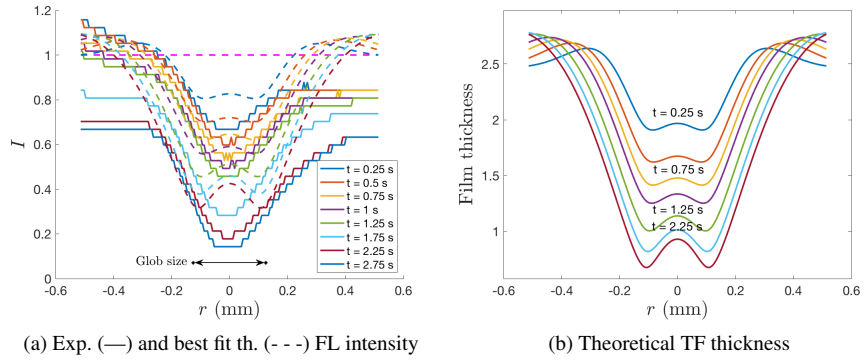 1.2
1
0.8
0.6
0.4
0.2
0
I
-0.6
-0.4
-0.2
0
0.2
0.4
0.6
r (mm)
Glob size
t = 0.25 s
t = 0.5 s
t = 0.75 s
t = 1 s
t = 1.25 s
t = 1.75 s
t = 2.25 s
t = 2.75 s
(a) Exp. (—) and best fit th. (- - -) FL intensity
2.5
2
1.5
1
Film thickness
t = 0.25 s
t = 0.75 s
t = 1.25 s
t = 2.25 s
-0.6
-0.4
-0.2
0
0.2
0.4
0.6
r (mm)
(b) Theoretical TF thickness